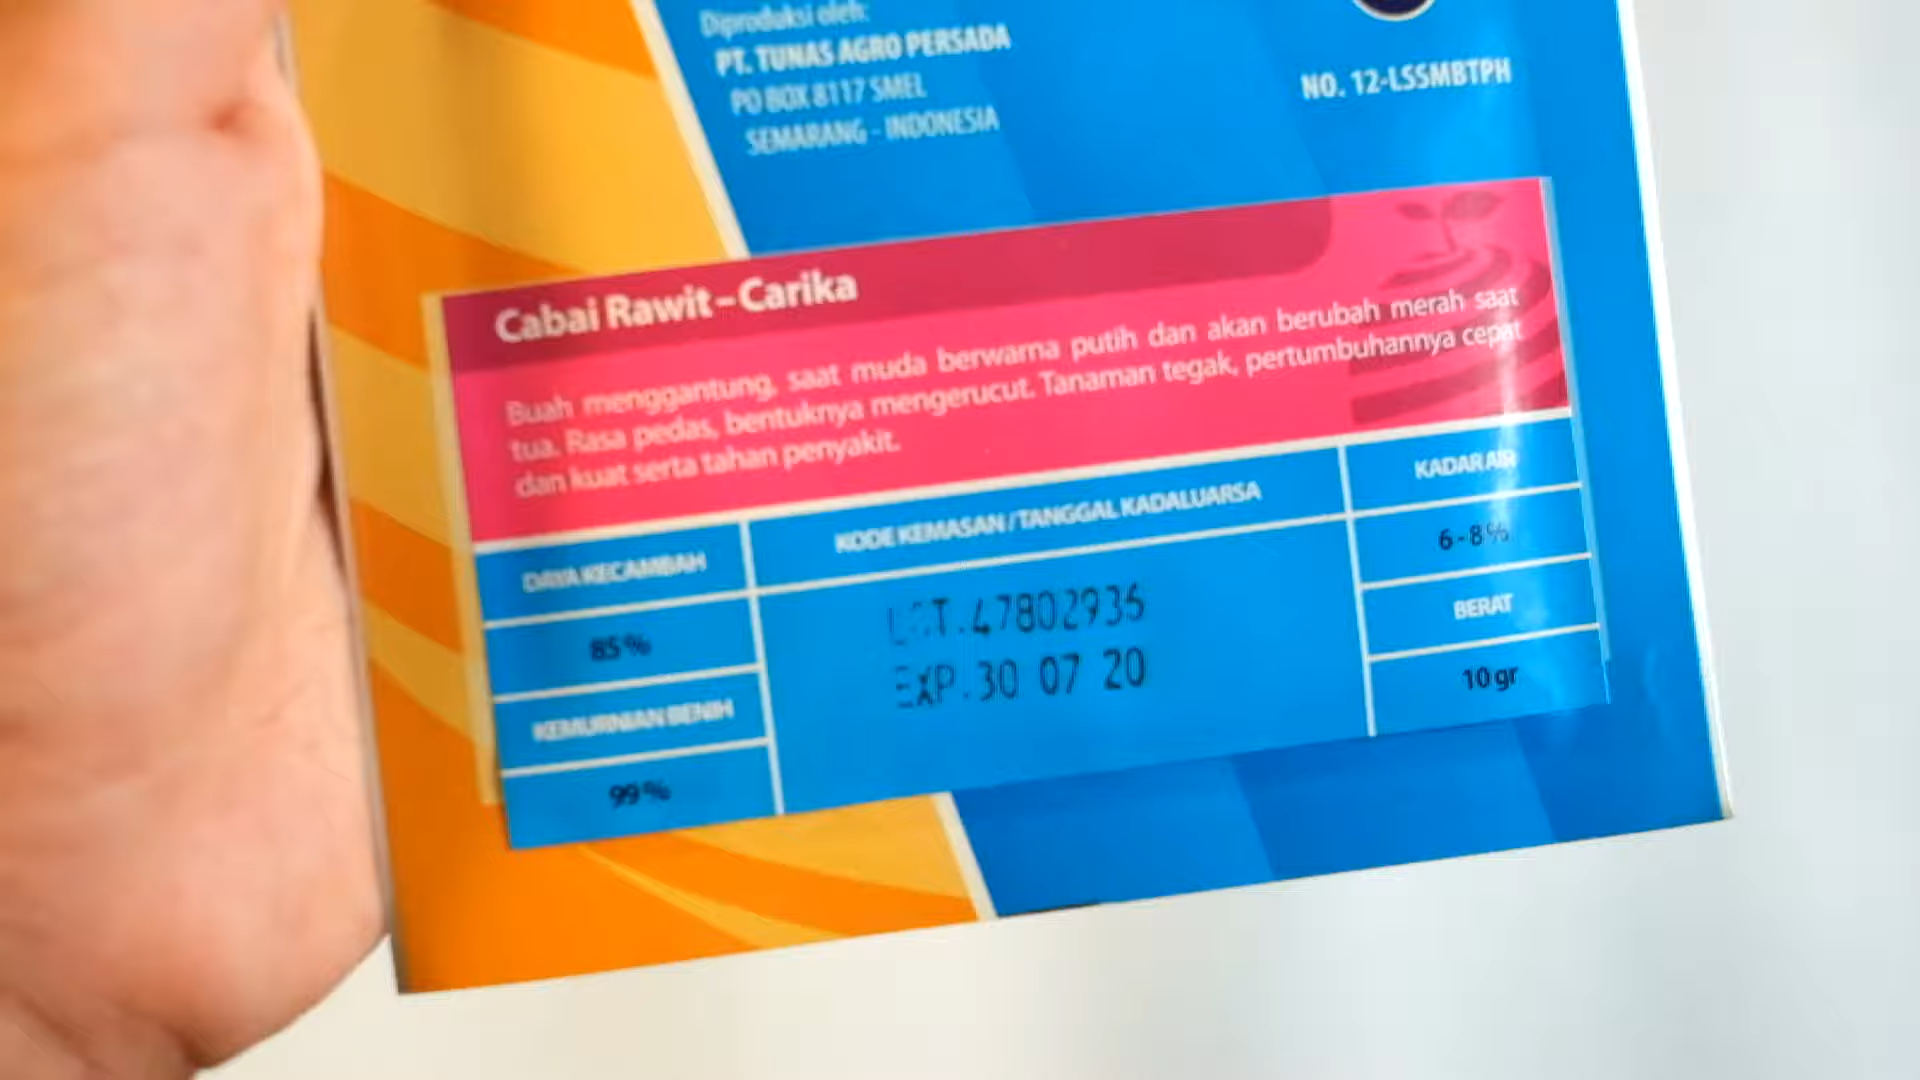 Diproduksi oleh:
PT. TUNAS AGRO PERSADA
PO BOX 8117 SMEL
SEMARANG - INDONESIA
NO. 12-LSSMBTPH
Cabai Rawit – Carika
Buah menggantung, saat muda berwarna putih dan akan berubah merah saat
tua. Rasa pedas, bentuknya mengerucut. Tanaman tegak, pertumbuhannya cepat
dan kuat serta tahan penyakit.
DAYA KECAMBAH
85%
KEMURNIAN BENIH
99%
KODE KEMASAN / TANGGAL KADALUARSA
LOT.47802936
EXP.30 07 20
KADAR AIR
6 - 8 %
BERAT
10 gr